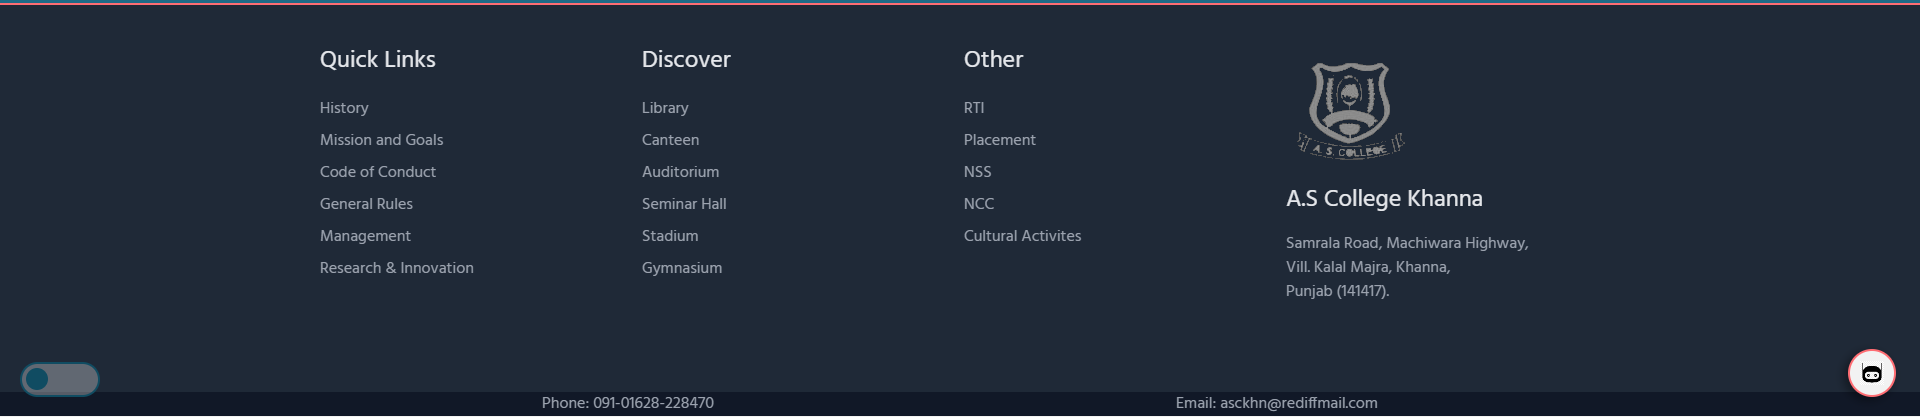 Quick Links
History
Mission and Goals
Code of Conduct
General Rules
Management
Research & Innovation
Discover
Library
Canteen
Auditorium
Seminar Hall
Stadium
Gymnasium
Other
RTI
Placement
NSS
NCC
Cultural Activites
A. S. COLLEGE
A.S College Khanna
Samrala Road, Machiwara Highway,
Vill. Kalal Majra, Khanna,
Punjab (141417).
Phone: 091-01628-228470
Email: asckhn@rediffmail.com